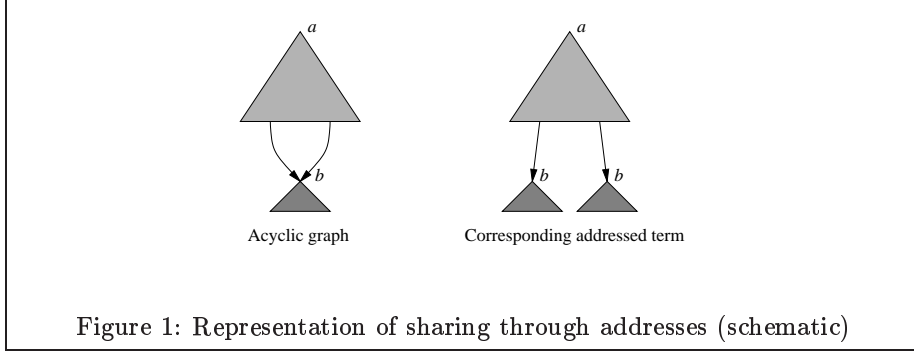 a
a
b
b
b
Acyclic graph
Corresponding addressed term
Figure 1: Representation of sharing through addresses (schematic)